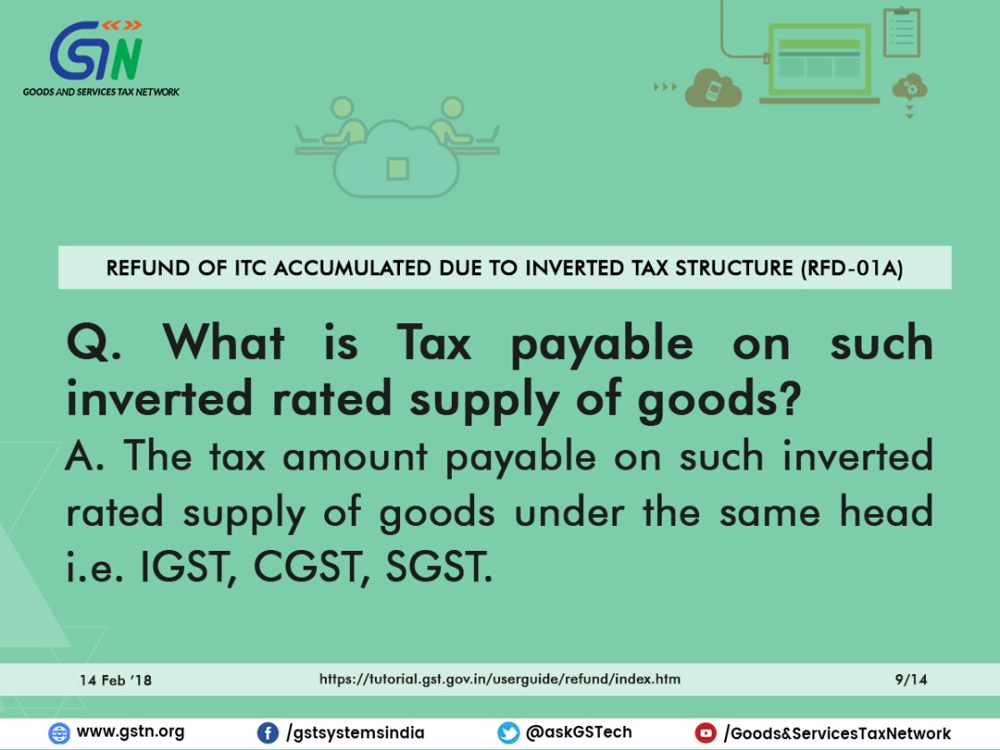 GSTN
GOODS AND SERVICES TAX NETWORK
REFUND OF ITC ACCUMULATED DUE TO INVERTED TAX STRUCTURE (RFD-01A)
Q. What is Tax payable on such
inverted rated supply of goods?
A. The tax amount payable on such inverted
rated supply of goods under the same head
i.e. IGST, CGST, SGST.
14 Feb ’18
https://tutorial.gst.gov.in/userguide/refund/index.htm
9/14
www.gstn.org
/gstsystemsindia
@askGSTech
/Goods&ServicesTaxNetwork